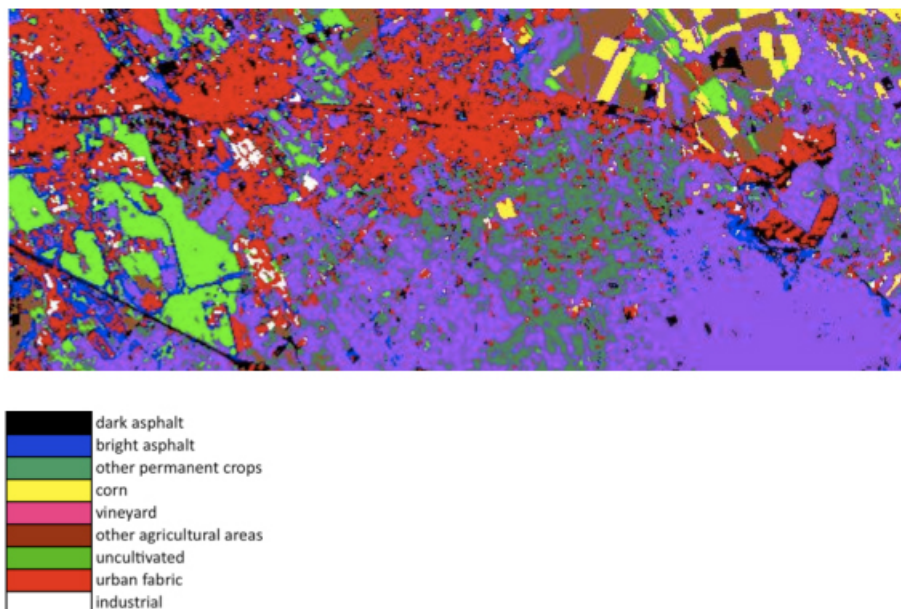 dark asphalt
bright asphalt
other permanent crops
corn
vineyard
other agricultural areas
uncultivated
urban fabric
industrial